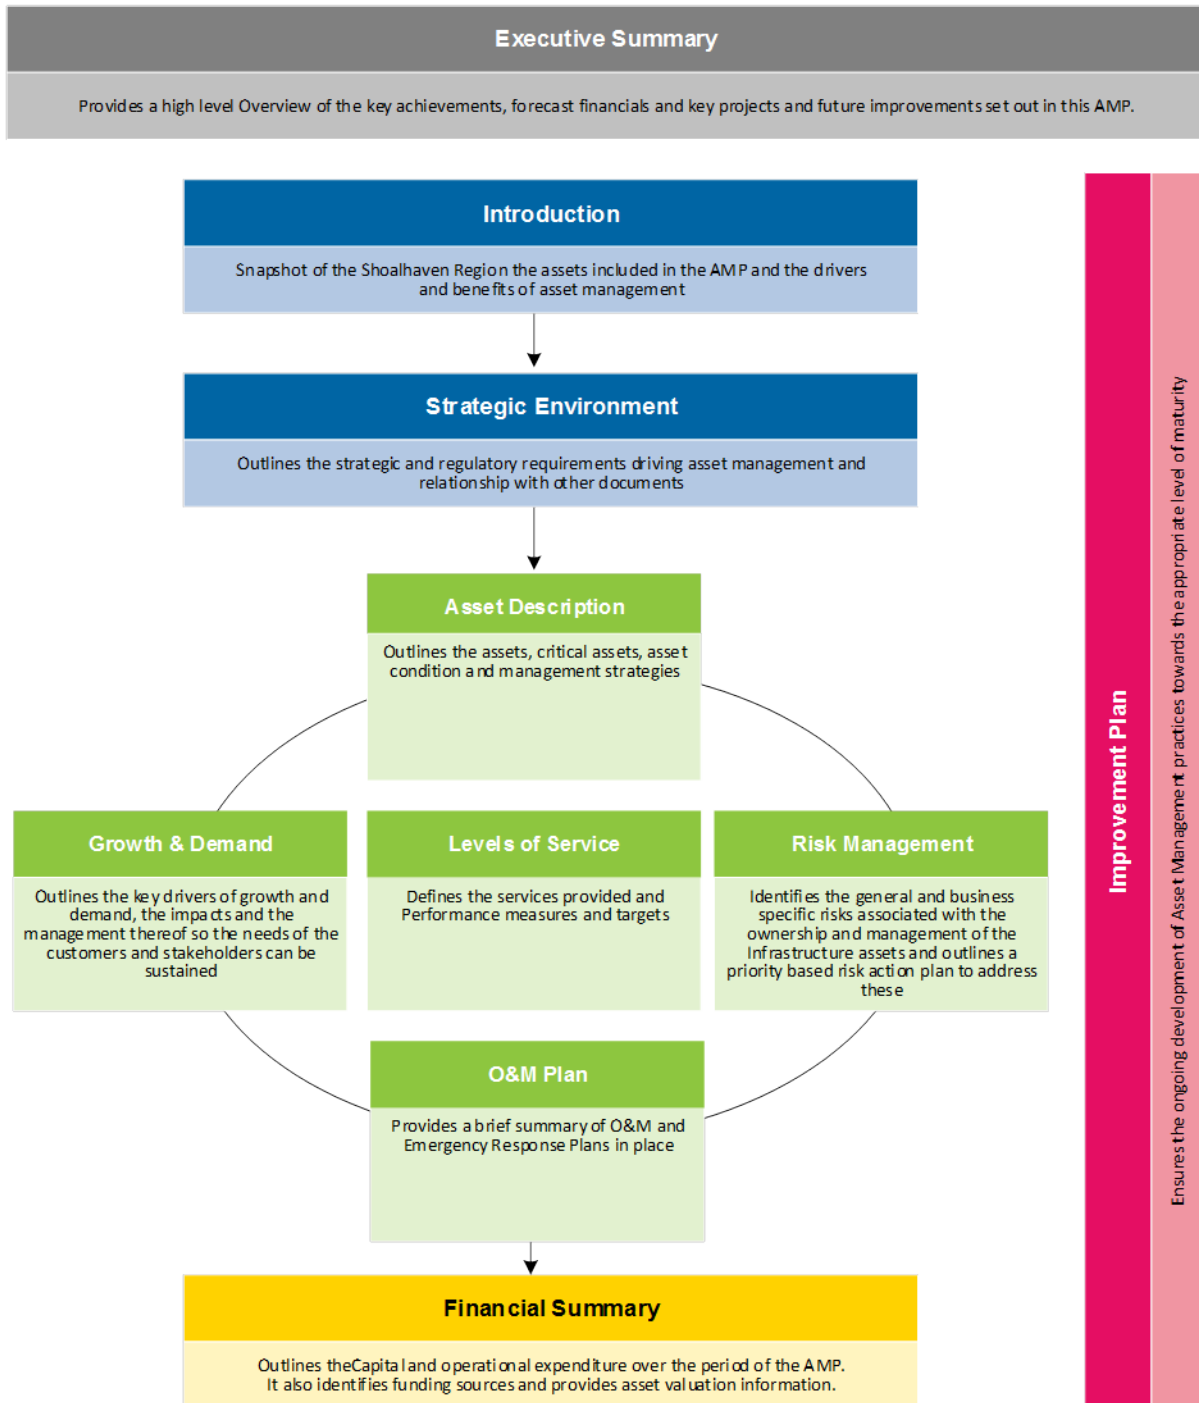 Executive Summary
Provides a high level Overview of the key achievements, forecast financials and key projects and future improvements set out in this AMP.
Introduction
Snapshot of the Shoalhaven Region the assets included in the AMP and the drivers
and benefits of asset management
Strategic Environment
Outlines the strategic and regulatory requirements driving asset management and
relationship with other documents
Asset Description
Outlines the assets, critical assets, asset
condition and management strategies
Growth & Demand
Outlines the key drivers of growth and
demand, the impacts and the
management thereof so the needs of the
customers and stakeholders can be
sustained
Levels of Service
Defines the services provided and
Performance measures and targets
Risk Management
Identifies the general and business
specific risks associated with the
ownership and management of the
Infrastructure assets and outlines a
priority based risk action plan to address
these
O&M Plan
Provides a brief summary of O&M and
Emergency Response Plans in place
Financial Summary
Outlines theCapital and operational expenditure over the period of the AMP.
It also identifies funding sources and provides asset valuation information.
Improvement Plan
Ensures the ongoing development of Asset Management practices towards the appropriate level of maturity